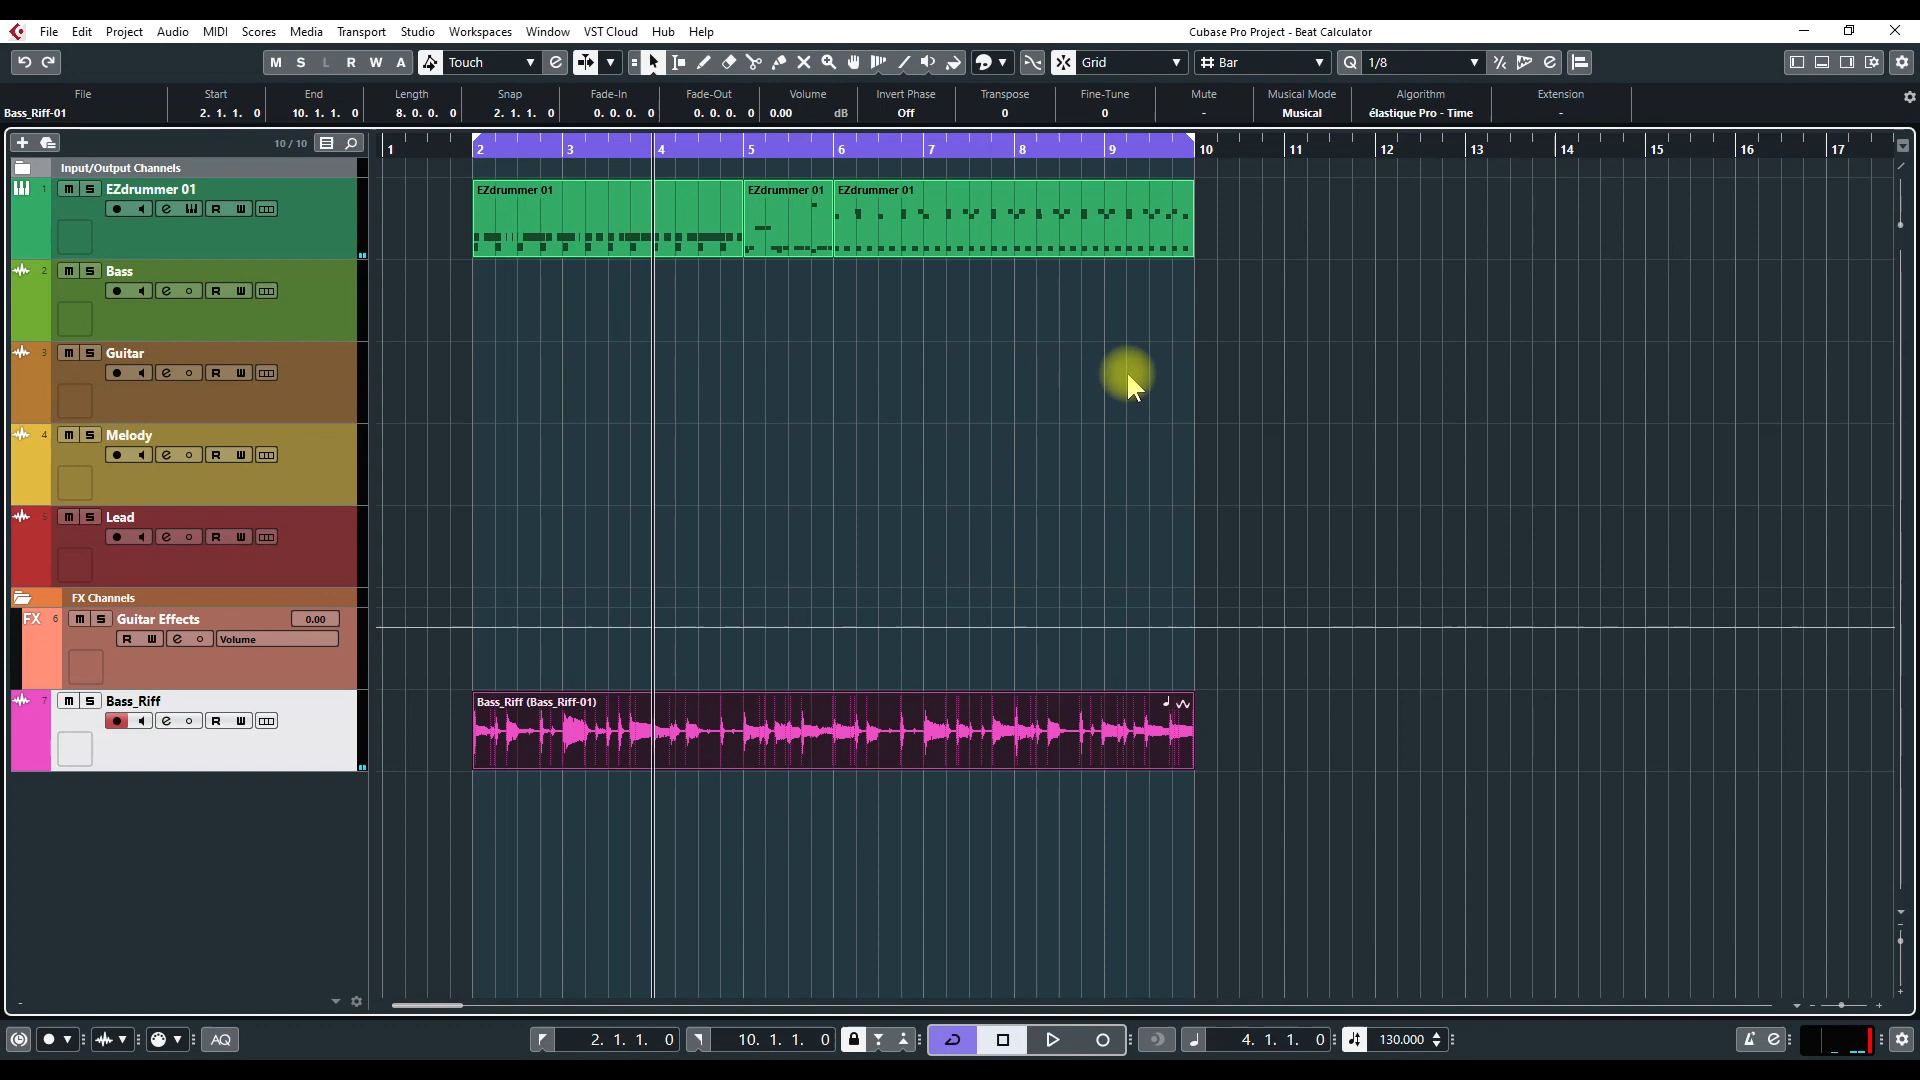 File Edit Project Audio MIDI Scores Media Transport Studio Workspaces Window VST Cloud Hub Help
Cubase Pro Project - Beat Calculator
M S L R W A Touch Grid Bar Q 1/8
File Start End Length Snap Fade-In Fade-Out Volume Invert Phase Transpose Fine-Tune Mute Musical Mode Algorithm Extension
Bass_Riff-01 2. 1. 1. 0 10. 1. 1. 0 8. 0. 0. 0 2. 1. 1. 0 0. 0. 0. 0 0. 0. 0. 0 0.00 dB Off 0 0 - Musical élastique Pro - Time -
10 / 10
1 2 3 4 5 6 7 8 9 10 11 12 13 14 15 16 17
Input/Output Channels
1 m S EZdrummer 01
e R W
EZdrummer 01 EZdrummer 01 EZdrummer 01
2 m S Bass
e R W
3 m S Guitar
e R W
4 m S Melody
e R W
5 m S Lead
e R W
FX Channels
FX 6 m S Guitar Effects 0.00
R W e Volume
7 m S Bass_Riff
e R W
Bass_Riff (Bass_Riff-01)
-
AQ 2. 1. 1. 0 10. 1. 1. 0 4. 1. 1. 0 130.000